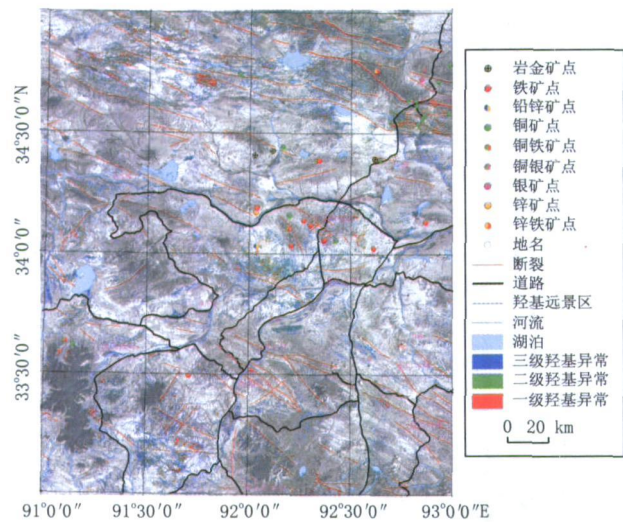 34°30′0″N
34°0′0″
33°30′0″
91°0′0″
91°30′0″
92°0′0″
92°30′0″
93°0′0″E
岩金矿点
铁矿点
铅锌矿点
铜矿点
铜铁矿点
铜银矿点
银矿点
锌矿点
锌铁矿点
地名
断裂
道路
羟基远景区
河流
湖泊
三级羟基异常
二级羟基异常
一级羟基异常
0 20 km